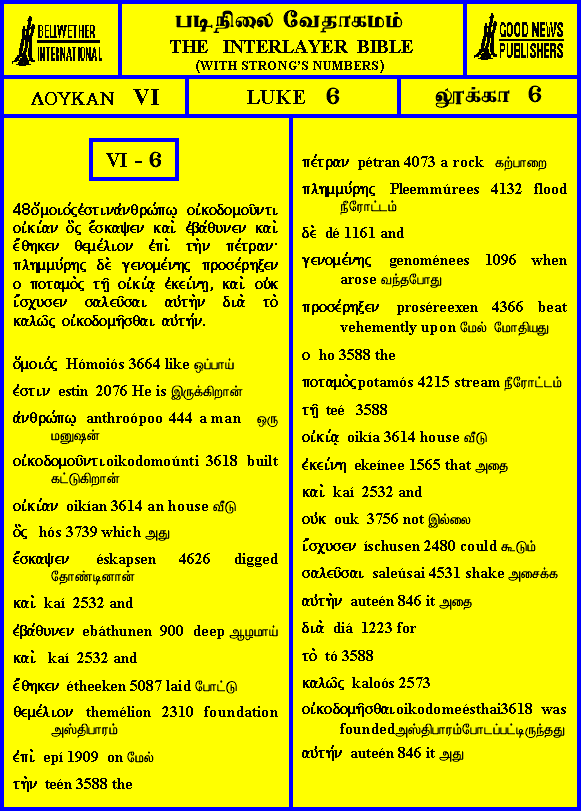 BELLWETHER
INTERNATIONAL
படிநிலை வேதாகமம்
THE INTERLAYER BIBLE
(WITH STRONG'S NUMBERS)
GOOD NEWS
PUBLISHERS
ΛΟΥΚΑΝ VI
LUKE 6
லூக்கா 6
VI - 6
48ὅμοιόςἐστινἀνθρώπῳ οἰκοδομοῦντι
οἰκίαν ὃς ἔσκαψεν καὶ ἐβάθυνεν καὶ
ἔθηκεν θεμέλιον ἐπὶ τὴν πέτραν·
πλημμύρης δὲ γενομένης προσέρηξεν
ο ποταμὸς τῇ οἰκίᾳ ἐκείνῃ, καὶ οὐκ
ἴσχυσεν σαλεῦσαι αὐτὴν διὰ τὸ
καλῶς οἰκοδομῆσθαι αὐτήν.
ὅμοιός Hómoiós 3664 like ஒப்பாய்
ἐστιν estin 2076 He is இருக்கிறான்
ἀνθρώπῳ anthroópoo 444 a man ஒரு
மனுஷன்
οἰκοδομοῦντιoikodomoúnti 3618 built
கட்டுகிறான்
οἰκίαν oikían 3614 an house வீடு
ὃς hós 3739 which அது
ἔσκαψεν éskapsen 4626 digged
தோண்டினான்
καὶ kaí 2532 and
ἐβάθυνεν ebáthunen 900 deep ஆழமாய்
καὶ kaí 2532 and
ἔθηκεν étheeken 5087 laid போட்டு
θεμέλιον themélion 2310 foundation
அஸ்திபாரம்
ἐπὶ epí 1909 on மேல்
τὴν teén 3588 the
πέτραν pétran 4073 a rock கற்பாறை
πλημμύρης Pleemmúrees 4132 flood
நீரோட்டம்
δὲ dé 1161 and
γενομένης genoménees 1096 when
arose வந்தபோது
προσέρηξεν proséreexen 4366 beat
vehemently upon மேல் மோதியது
ο ho 3588 the
ποταμὸςpotamós 4215 stream நீரோட்டம்
τῇ teé 3588
οἰκίᾳ oikía 3614 house வீடு
ἐκείνῃ ekeínee 1565 that அதை
καὶ kaí 2532 and
οὐκ ouk 3756 not இல்லை
ἴσχυσεν íschusen 2480 could கூடும்
σαλεῦσαι saleúsai 4531 shake அசைக்க
αὐτὴν auteén 846 it அதை
διὰ diá 1223 for
τὸ tó 3588
καλῶς kaloós 2573
οἰκοδομῆσθαιoikodomeésthai3618 was
foundedஅஸ்திபாரம்போடப்பட்டிருந்தது
αὐτήν auteén 846 it அது